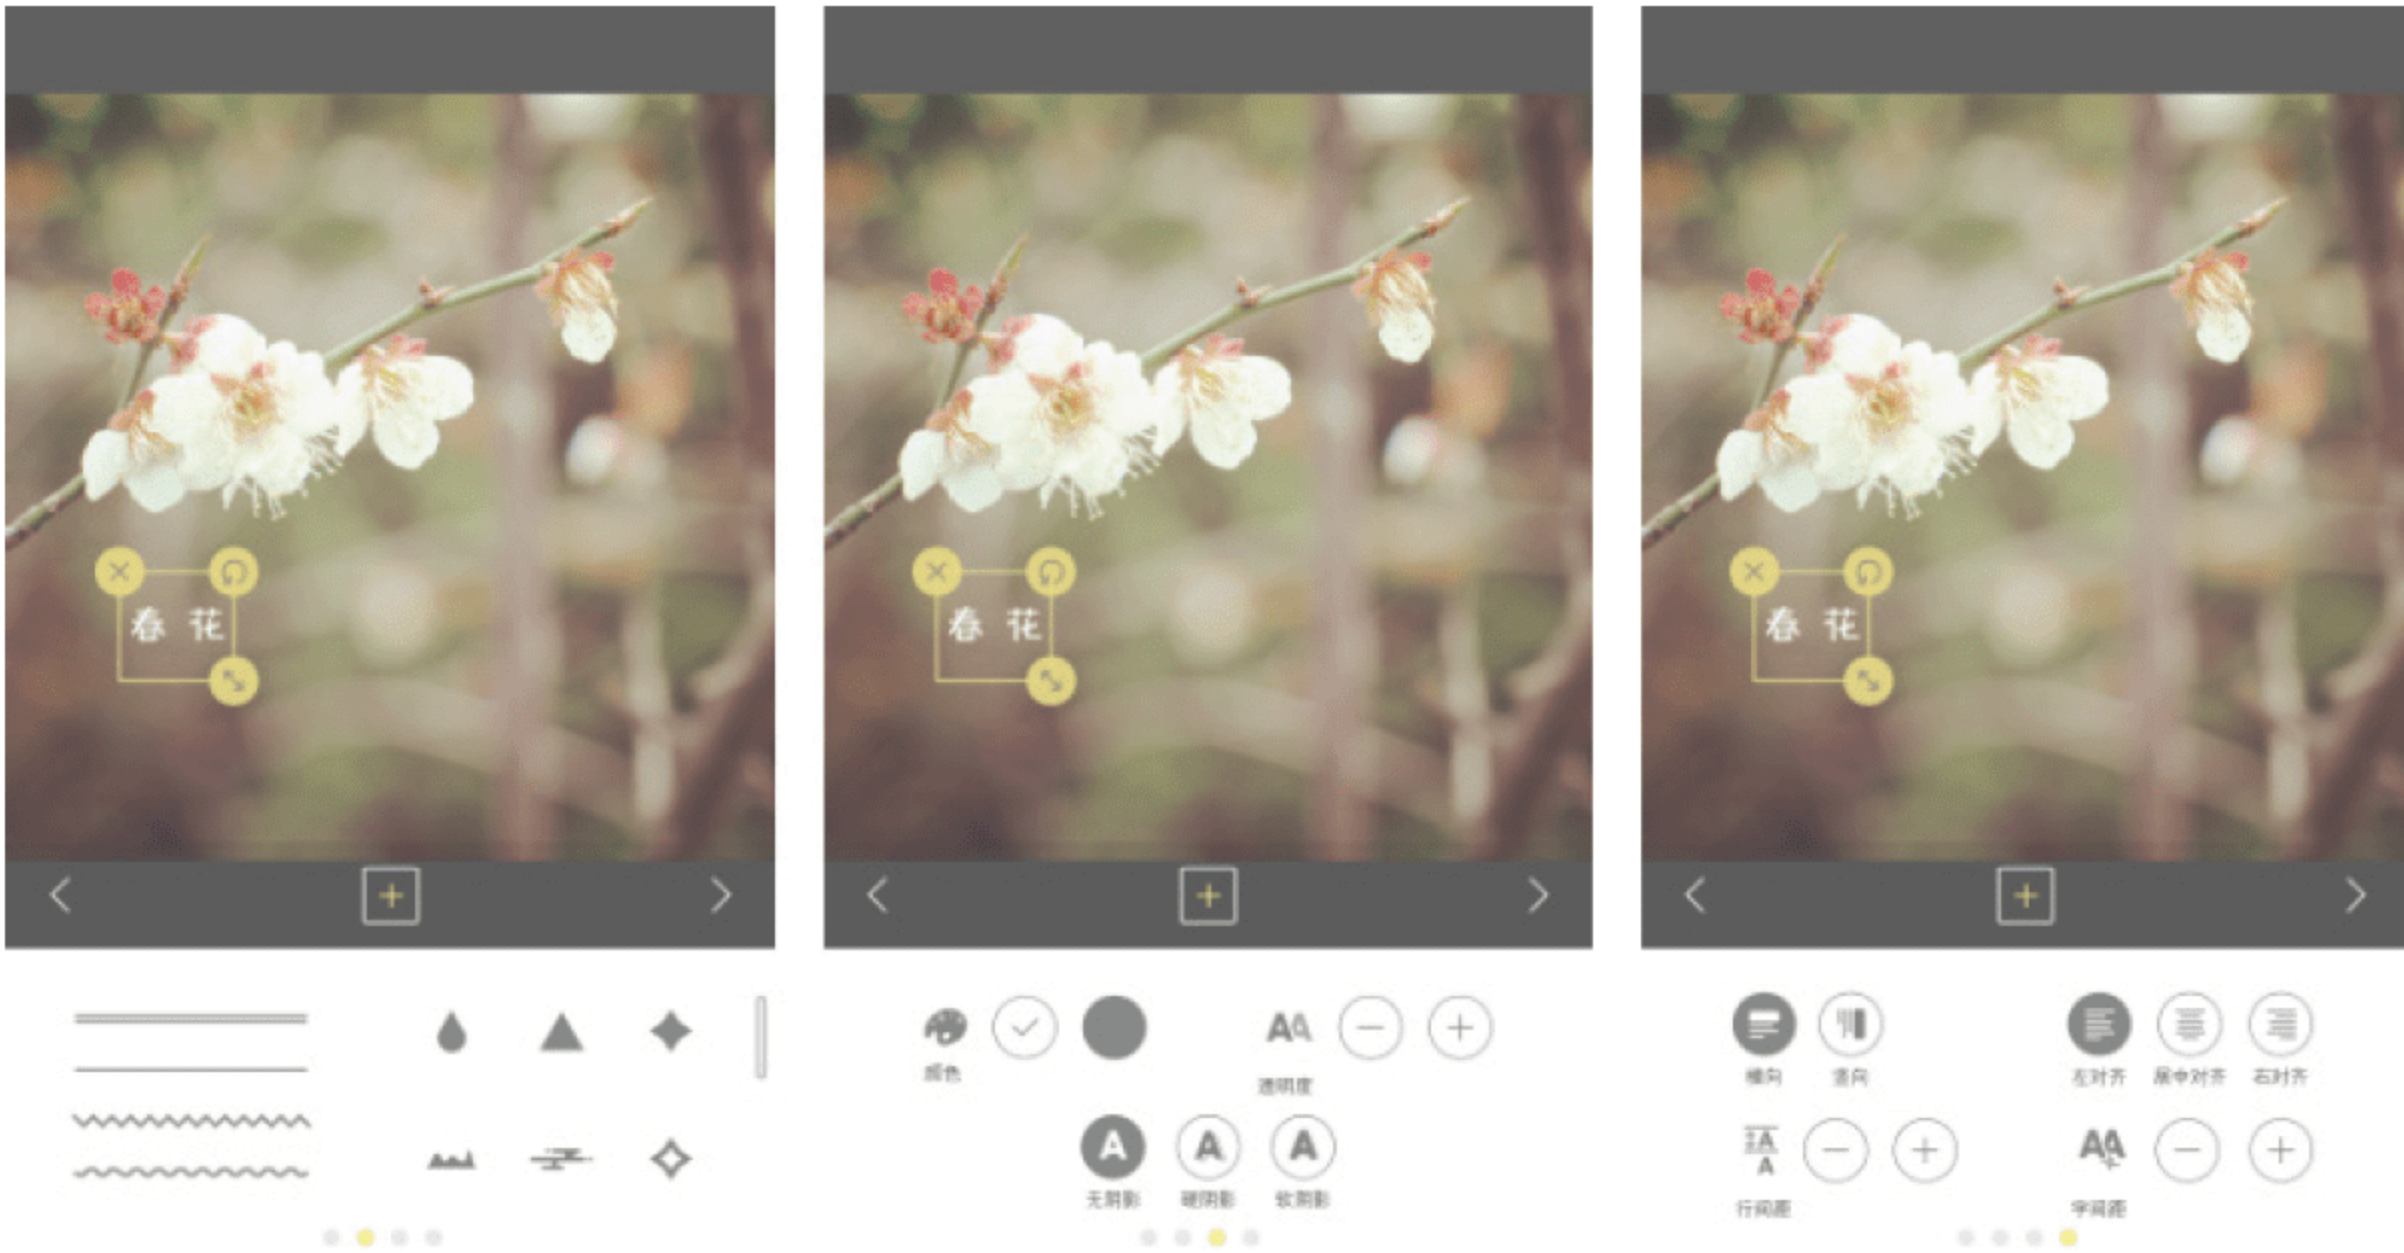 春 花
春 花
春 花
颜色
透明度
无阴影 硬阴影 软阴影
横向 竖向
左对齐 居中对齐 右对齐
行间距
字间距